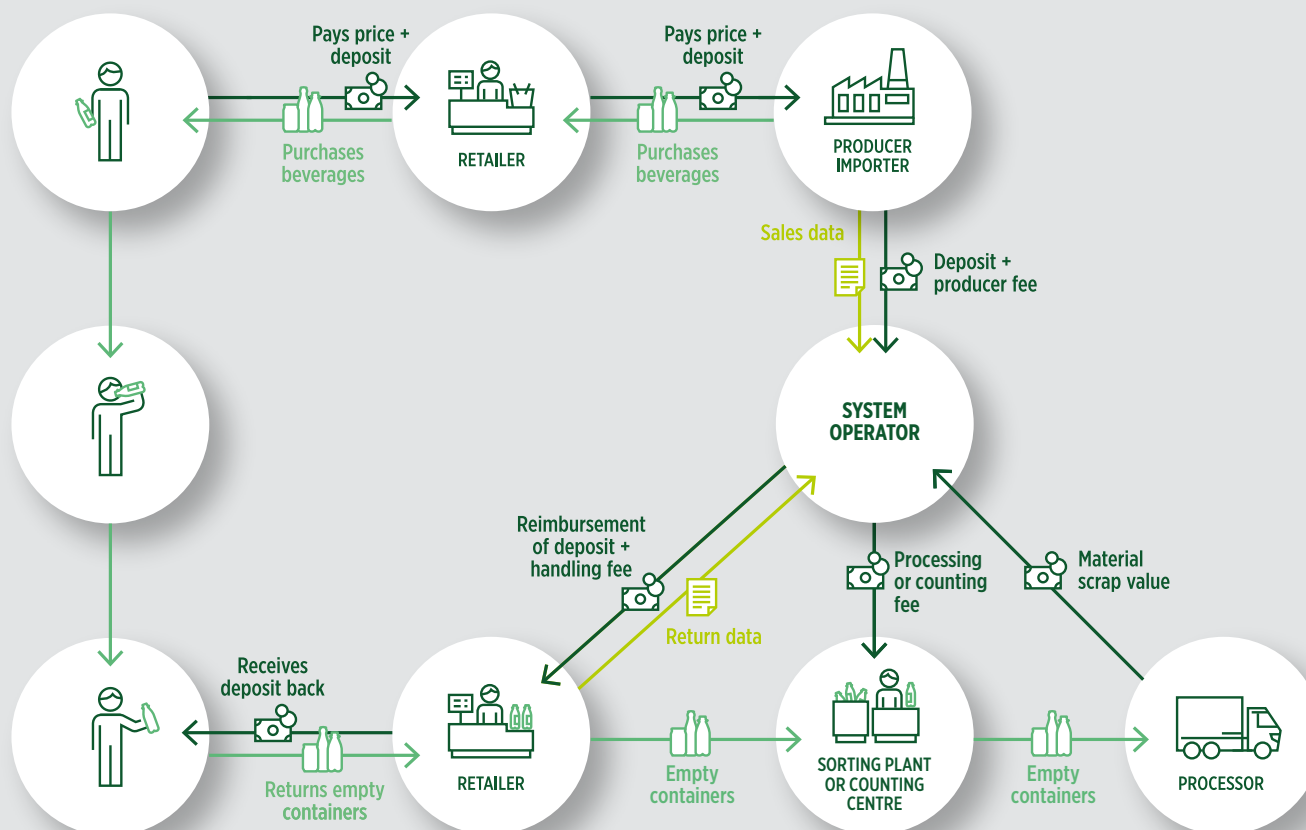 Pays price +
deposit
Pays price +
deposit
RETAILER
PRODUCER
IMPORTER
Purchases
beverages
Purchases
beverages
Sales data
Deposit +
producer fee
SYSTEM
OPERATOR
Reimbursement
of deposit +
handling fee
Return data
Processing
or counting
fee
Material
scrap value
Receives
deposit back
Returns empty
containers
RETAILER
Empty
containers
SORTING PLANT
OR COUNTING
CENTRE
Empty
containers
PROCESSOR